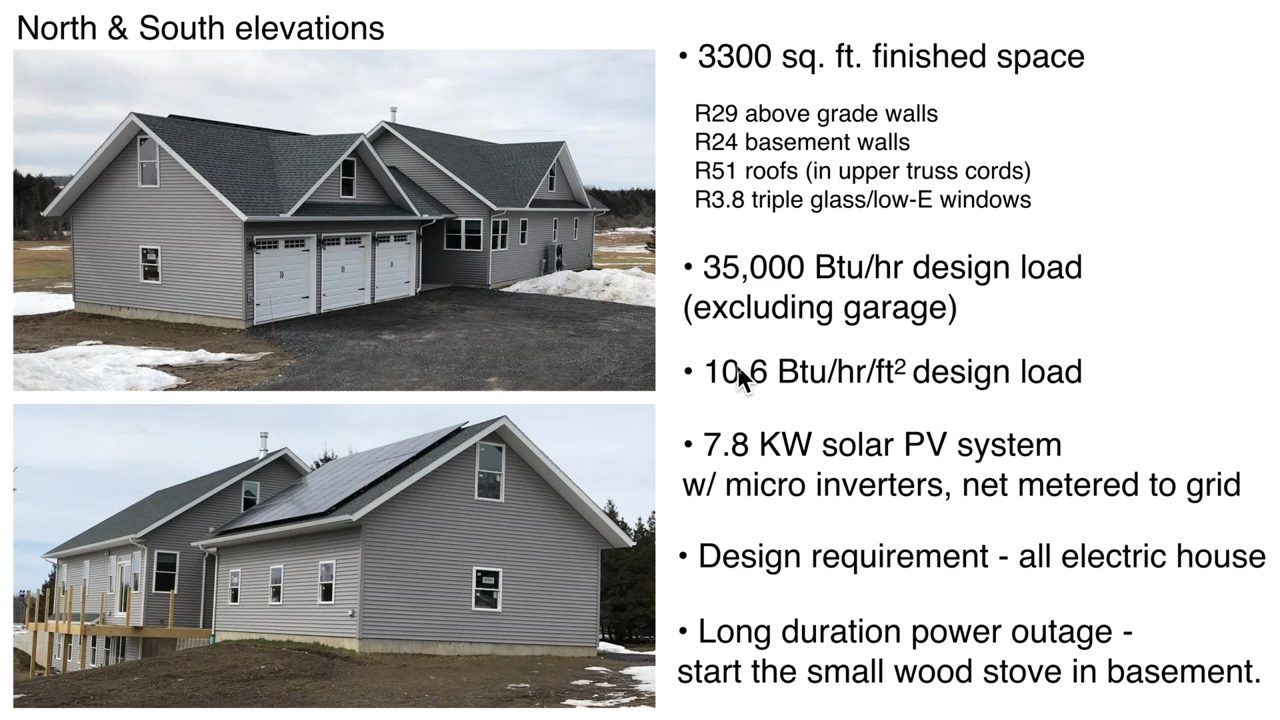 North & South elevations
• 3300 sq. ft. finished space
R29 above grade walls
R24 basement walls
R51 roofs (in upper truss cords)
R3.8 triple glass/low-E windows
• 35,000 Btu/hr design load
(excluding garage)
• 10.6 Btu/hr/ft² design load
• 7.8 KW solar PV system
w/ micro inverters, net metered to grid
• Design requirement - all electric house
• Long duration power outage -
start the small wood stove in basement.